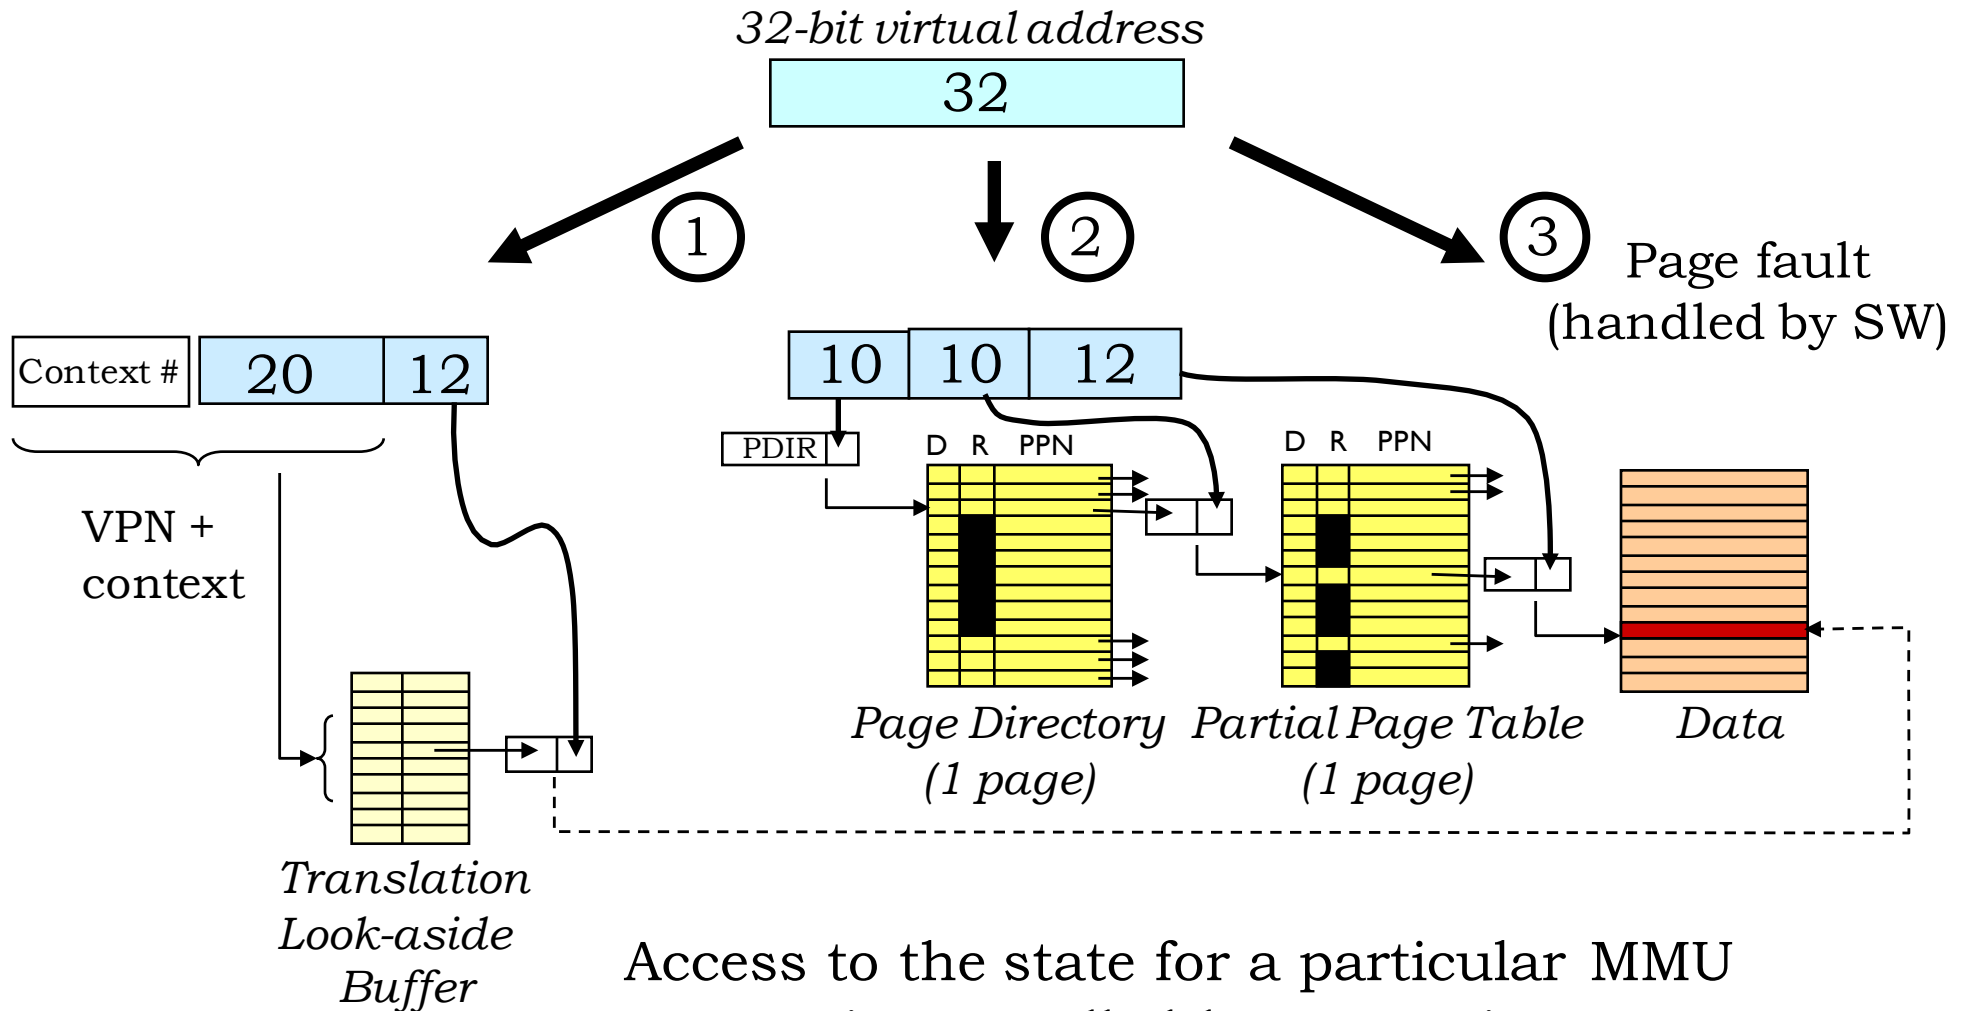 32-bit virtual address
32
1
2
3
Page fault
(handled by SW)
Context #
20
12
10
10
12
PDIR
D R PPN
D R PPN
VPN +
context
Page Directory
(1 page)
Partial Page Table
(1 page)
Data
Translation
Look-aside
Buffer
Access to the state for a particular MMU